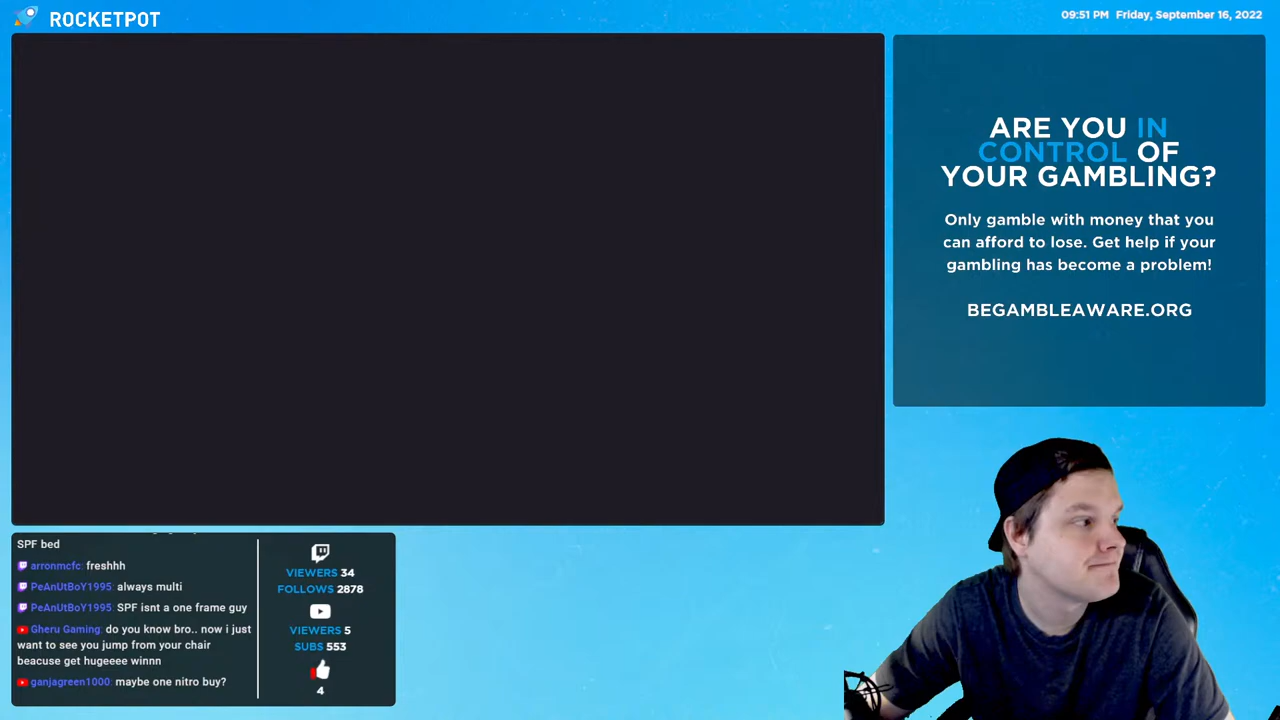 ROCKETPOT
09:51 PM Friday, September 16, 2022
ARE YOU IN
CONTROL OF
YOUR GAMBLING?
Only gamble with money that you
can afford to lose. Get help if your
gambling has become a problem!
BEGAMBLEAWARE.ORG
SPF bed
arronmcfc: freshhh
PeAnUtBoY1995: always multi
PeAnUtBoY1995: SPF isnt a one frame guy
Gheru Gaming: do you know bro.. now i just
want to see you jump from your chair
beacuse get hugeeee winnn
ganjagreen1000: maybe one nitro buy?
VIEWERS 34
FOLLOWS 2878
VIEWERS 5
SUBS 553
4